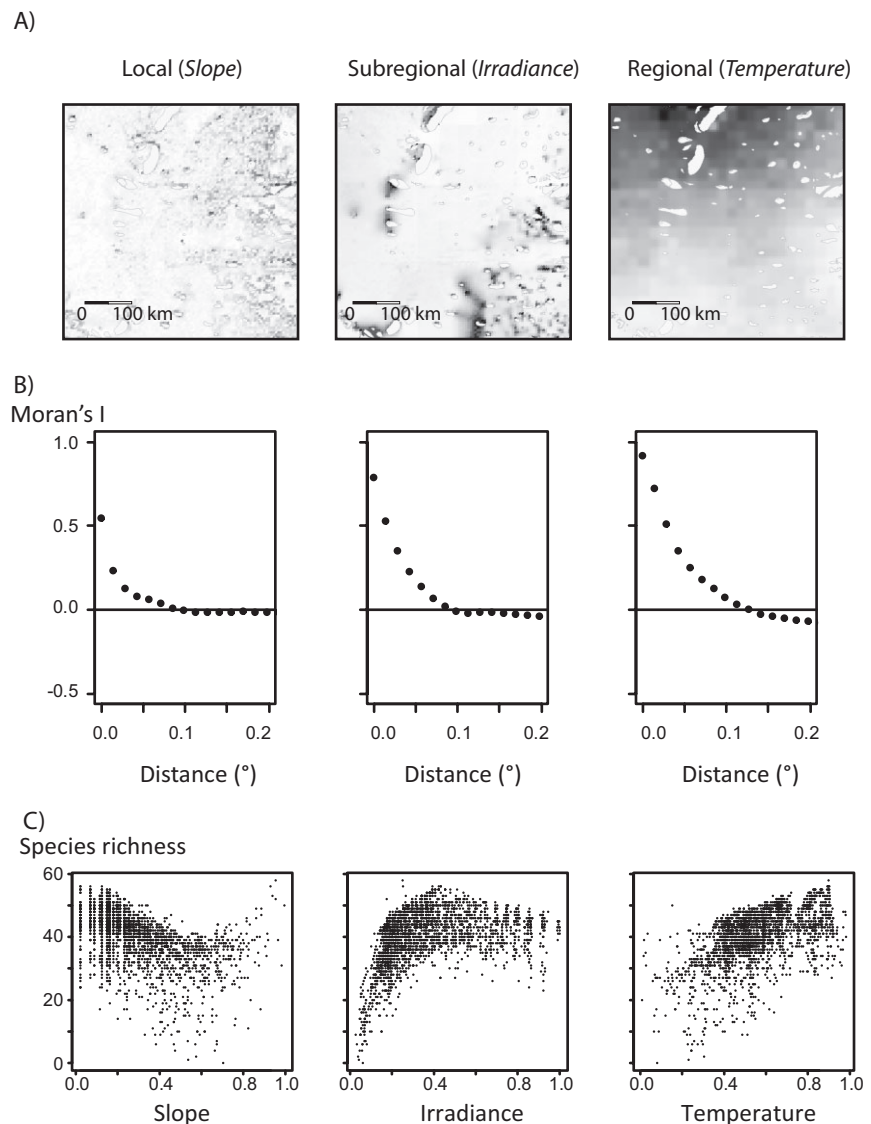 A)
Local (Slope) Subregional (Irradiance) Regional (Temperature)
0 100 km 0 100 km 0 100 km
B)
Moran's I
1.0
0.5
0.0
-0.5
0.0 0.1 0.2 0.0 0.1 0.2 0.0 0.1 0.2
Distance (°) Distance (°) Distance (°)
C)
Species richness
60
40
20
0
0.0 0.4 0.8 1.0 0.0 0.4 0.8 1.0 0.0 0.4 0.8 1.0
Slope Irradiance Temperature